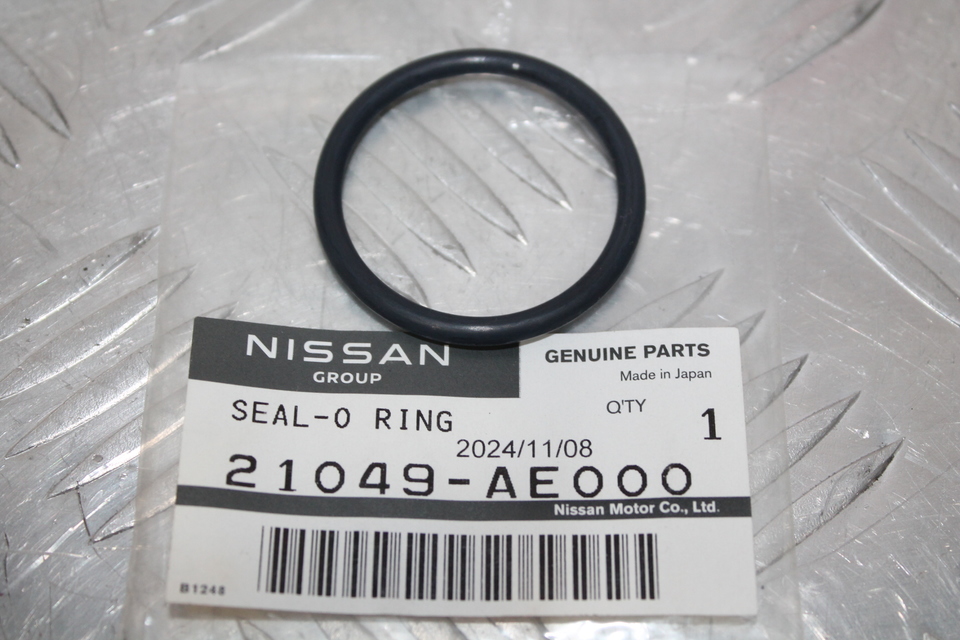 NISSAN
GROUP
GENUINE PARTS
Made in Japan
SEAL-O RING
Q'TY 1
2024/11/08
21049-AE000
Nissan Motor Co., Ltd.
B1248